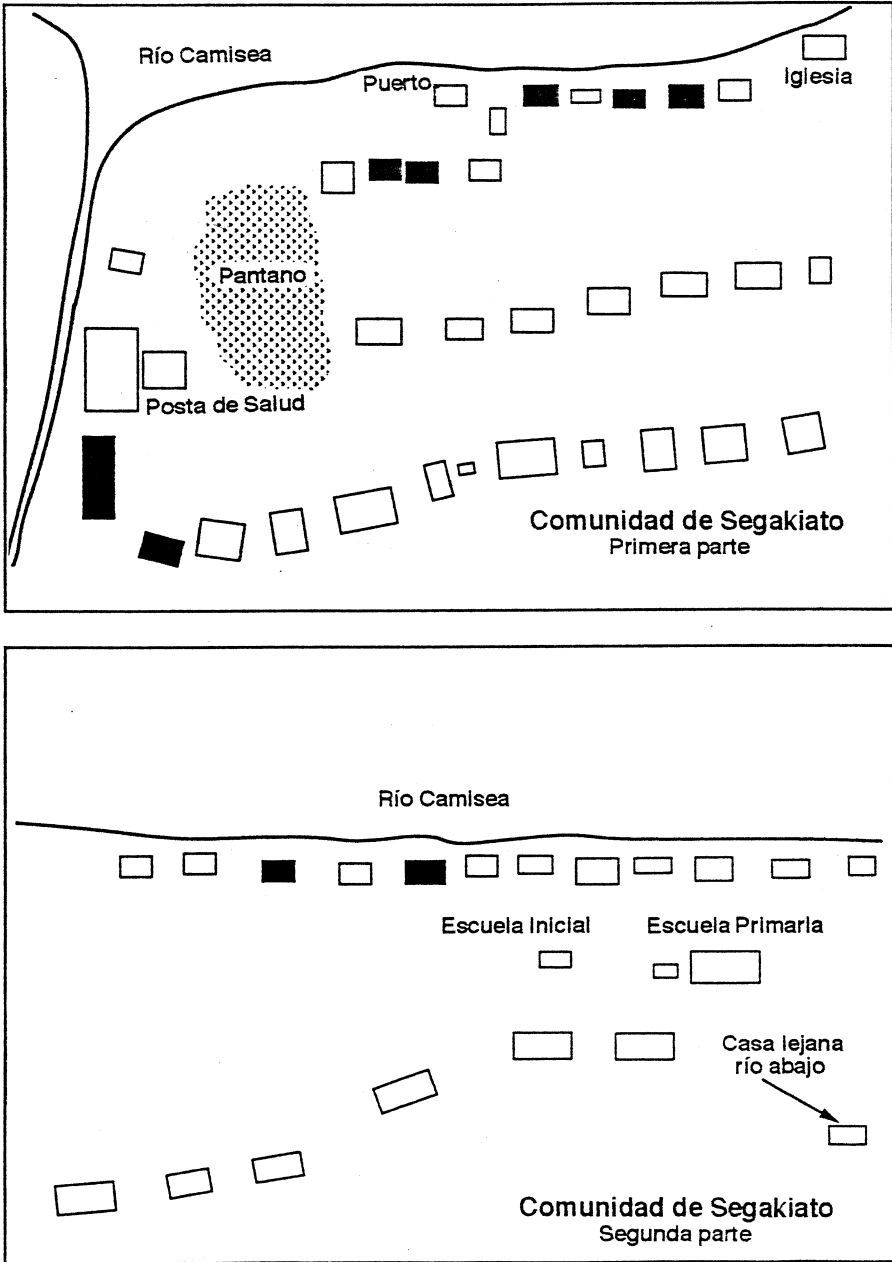 Río Camisea
Puerto
Iglesia
Pantano
Posta de Salud
Comunidad de Segakiato
Primera parte
Río Camisea
Escuela Inicial
Escuela Primaria
Casa lejana
río abajo
Comunidad de Segakiato
Segunda parte